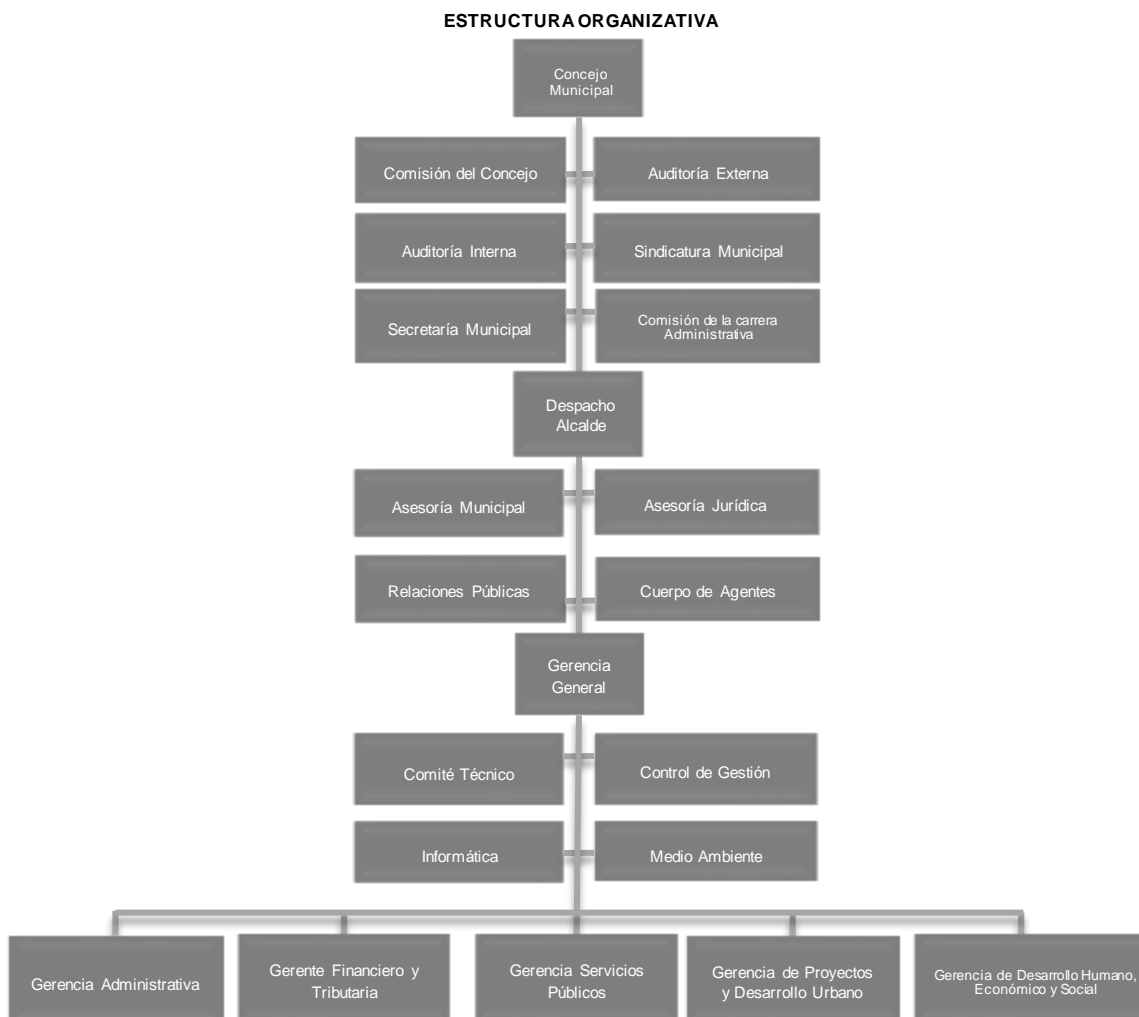 ESTRUCTURA ORGANIZATIVA
Concejo
Municipal
Comisión del Concejo
Auditoría Externa
Auditoría Interna
Sindicatura Municipal
Secretaría Municipal
Comisión de la carrera
Administrativa
Despacho
Alcalde
Asesoría Municipal
Asesoría Jurídica
Relaciones Públicas
Cuerpo de Agentes
Gerencia
General
Comité Técnico
Control de Gestión
Informática
Medio Ambiente
Gerencia Administrativa
Gerente Financiero y
Tributaria
Gerencia Servicios
Públicos
Gerencia de Proyectos
y Desarrollo Urbano
Gerencia de Desarrollo Humano,
Económico y Social